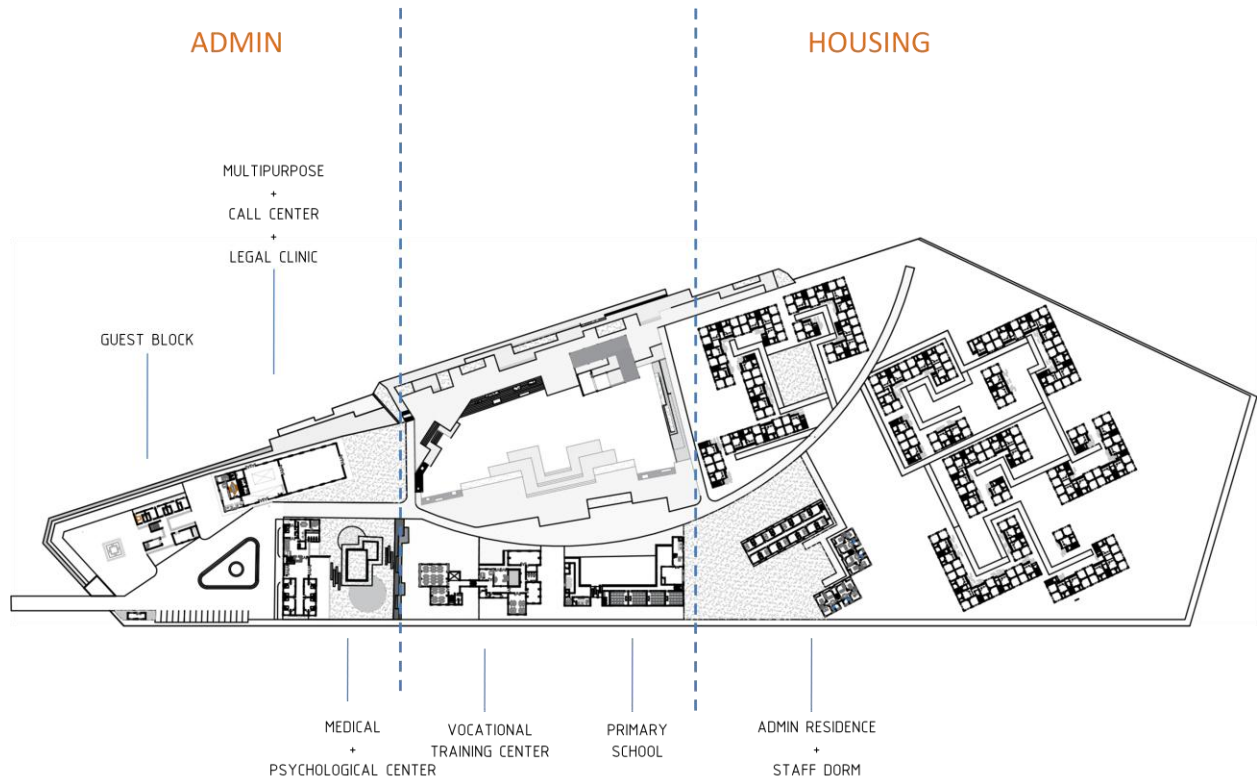 ADMIN
HOUSING
MULTIPURPOSE
+
CALL CENTER
+
LEGAL CLINIC
GUEST BLOCK
MEDICAL
+
PSYCHOLOGICAL CENTER
VOCATIONAL
TRAINING CENTER
PRIMARY
SCHOOL
ADMIN RESIDENCE
+
STAFF DORM